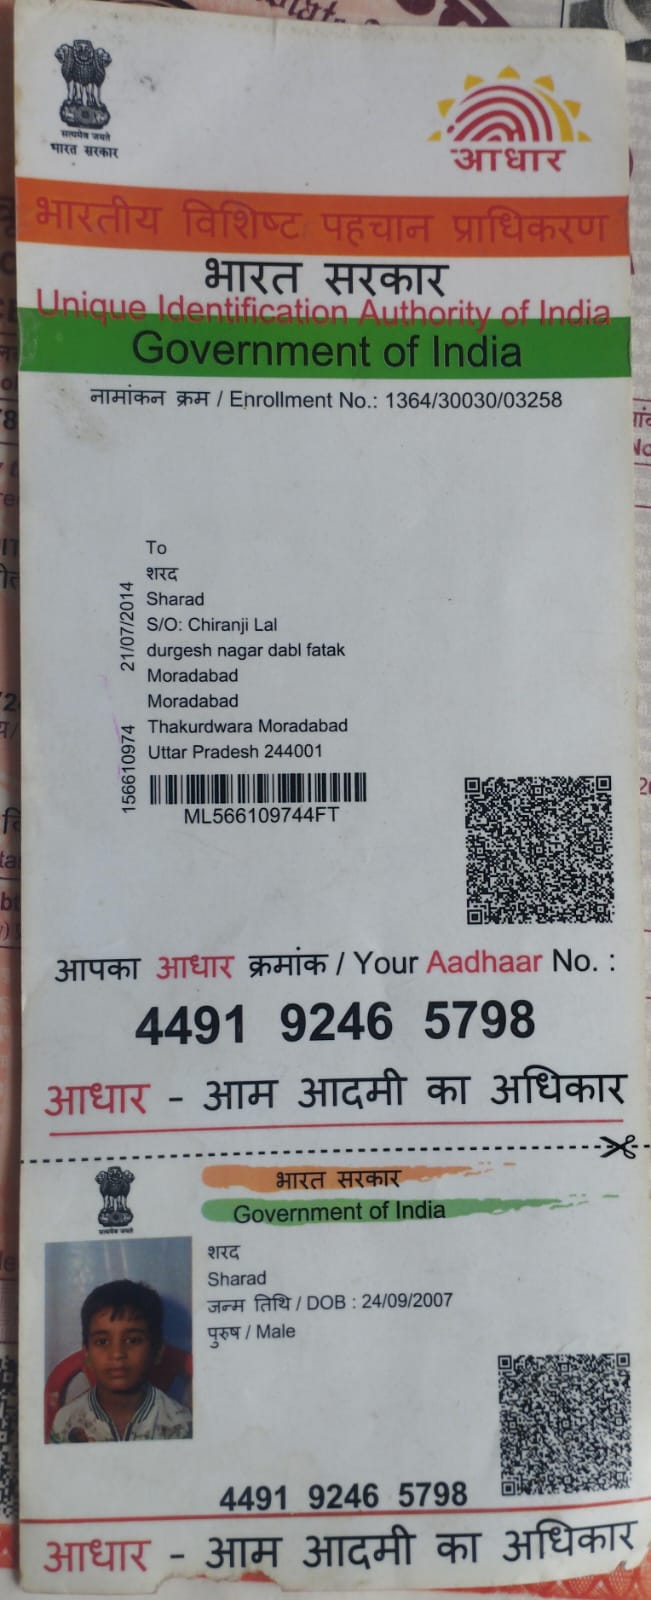 सत्यमेव जयते
भारत सरकार
आधार
भारतीय विशिष्ट पहचान प्राधिकरण
भारत सरकार
Unique Identification Authority of India
Government of India
नामांकन क्रम / Enrollment No.: 1364/30030/03258
21/07/2014
156610974
To
शरद
Sharad
S/O: Chiranji Lal
durgesh nagar dabl fatak
Moradabad
Moradabad
Thakurdwara Moradabad
Uttar Pradesh 244001
ML566109744FT
आपका आधार क्रमांक / Your Aadhaar No. :
4491 9246 5798
आधार - आम आदमी का अधिकार
भारत सरकार
Government of India
शरद
Sharad
जन्म तिथि / DOB : 24/09/2007
पुरुष / Male
4491 9246 5798
आधार - आम आदमी का अधिकार